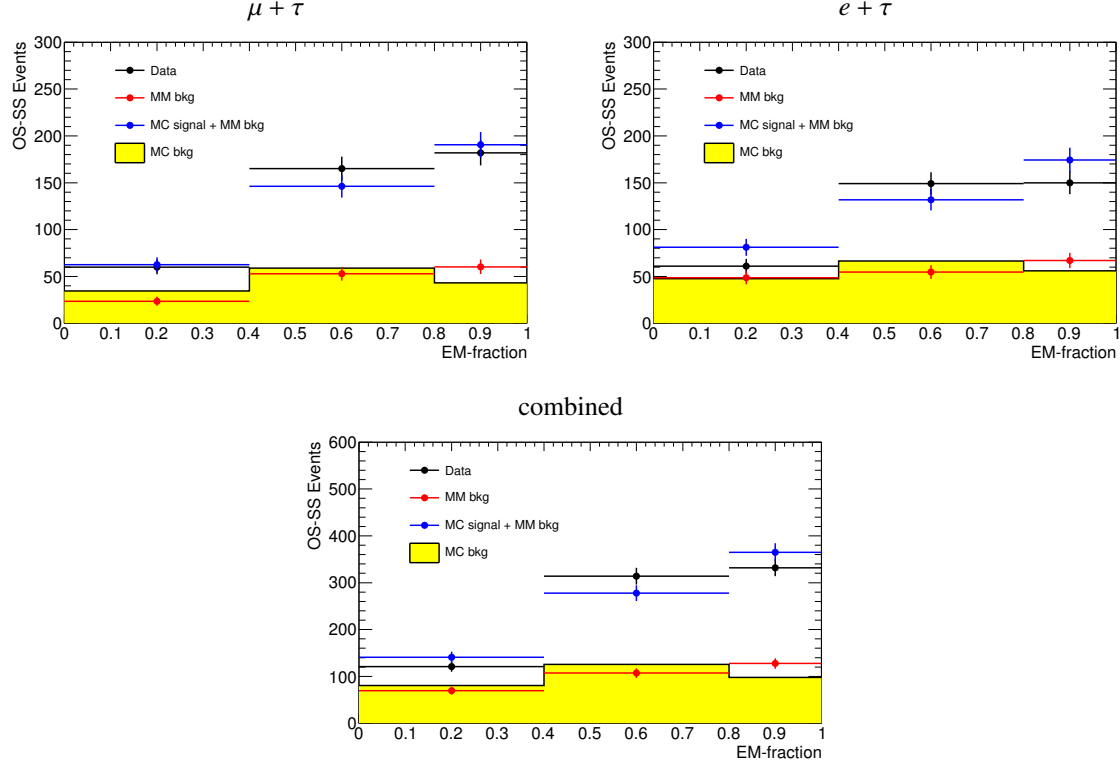 μ + τ
OS-SS Events
300
250
200
150
100
50
0
Data
MM bkg
MC signal + MM bkg
MC bkg
0 0.1 0.2 0.3 0.4 0.5 0.6 0.7 0.8 0.9 1
EM-fraction
e + τ
OS-SS Events
300
250
200
150
100
50
0
Data
MM bkg
MC signal + MM bkg
MC bkg
0 0.1 0.2 0.3 0.4 0.5 0.6 0.7 0.8 0.9 1
EM-fraction
combined
OS-SS Events
600
500
400
300
200
100
0
Data
MM bkg
MC signal + MM bkg
MC bkg
0 0.1 0.2 0.3 0.4 0.5 0.6 0.7 0.8 0.9 1
EM-fraction